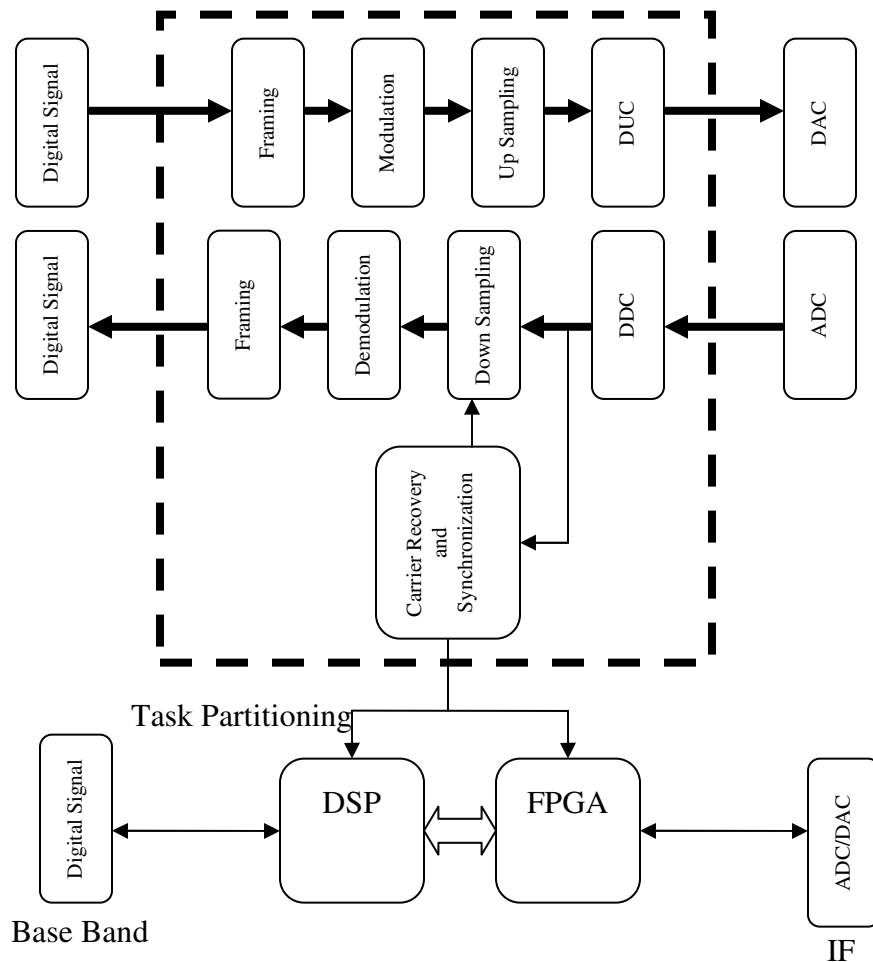 Digital Signal
Framing
Modulation
Up Sampling
DUC
DAC
Digital Signal
Framing
Demodulation
Down Sampling
DDC
ADC
Carrier Recovery
and
Synchronization
Task Partitioning
Digital Signal
DSP
FPGA
ADC/DAC
Base Band
IF